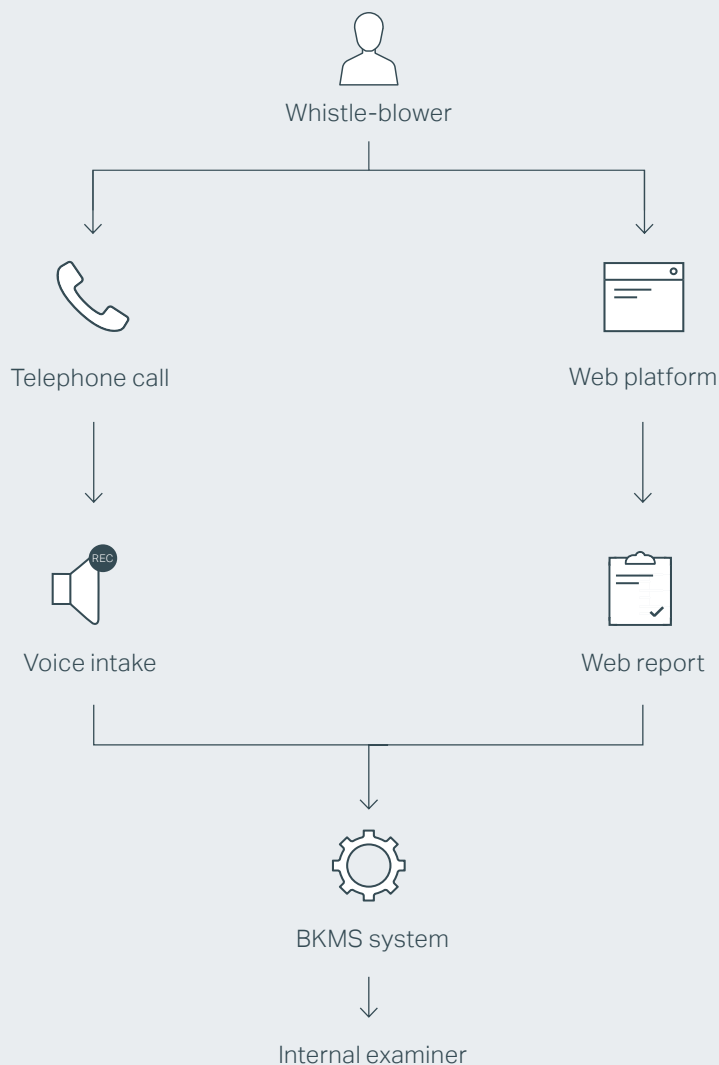 Whistle-blower
Telephone call
Web platform
REC
Voice intake
Web report
BKMS system
Internal examiner